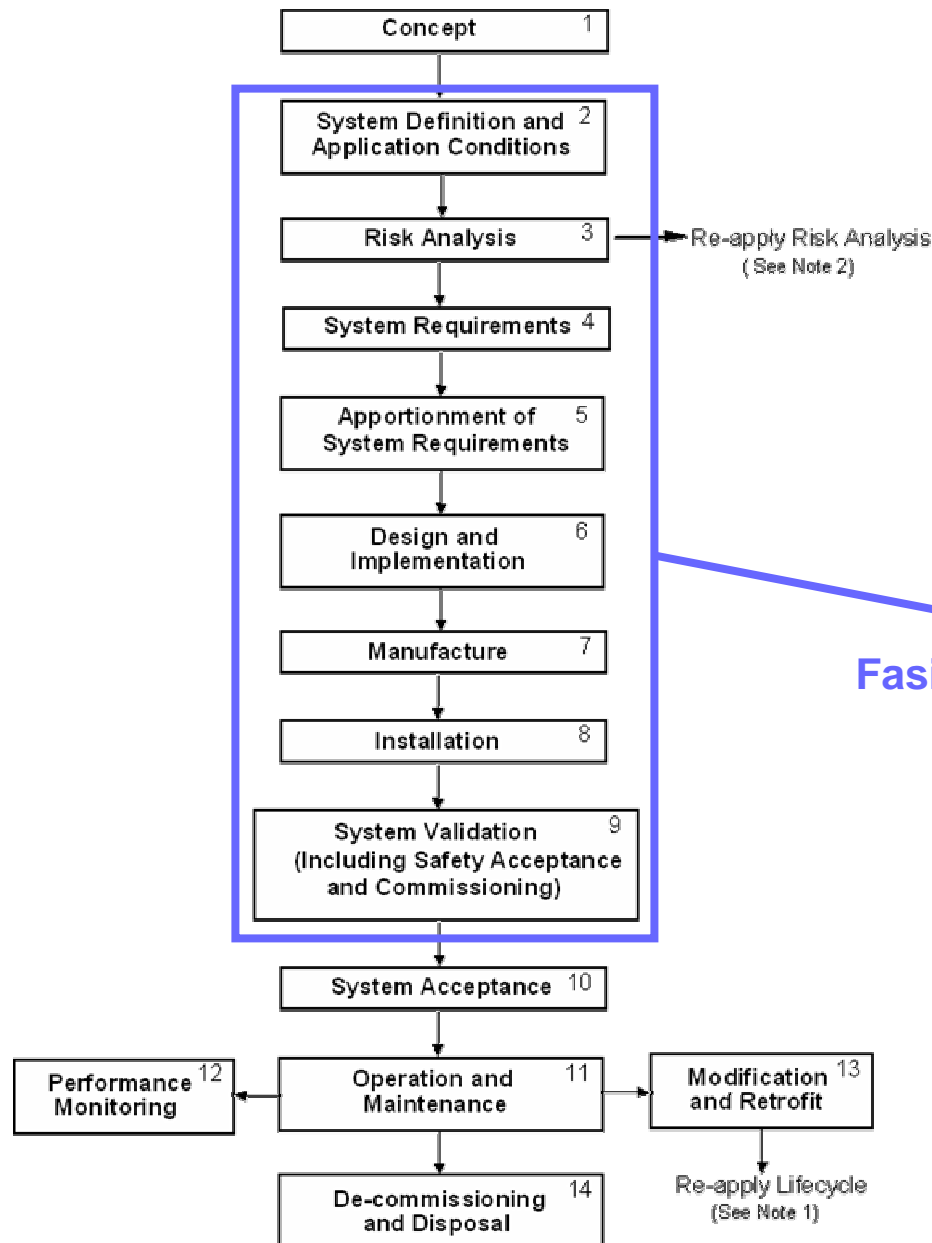 Concept 1
System Definition and 2
Application Conditions
Risk Analysis 3
Re-apply Risk Analysis
( See Note 2)
System Requirements 4
Apportionment of 5
System Requirements
Design and 6
Implementation
Manufacture 7
Fasi
Installation 8
System Validation 9
(Including Safety Acceptance
and Commissioning)
System Acceptance 10
Performance 12
Monitoring
Operation and 11
Maintenance
Modification 13
and Retrofit
Re-apply Lifecycle
(See Note 1)
De-commissioning 14
and Disposal